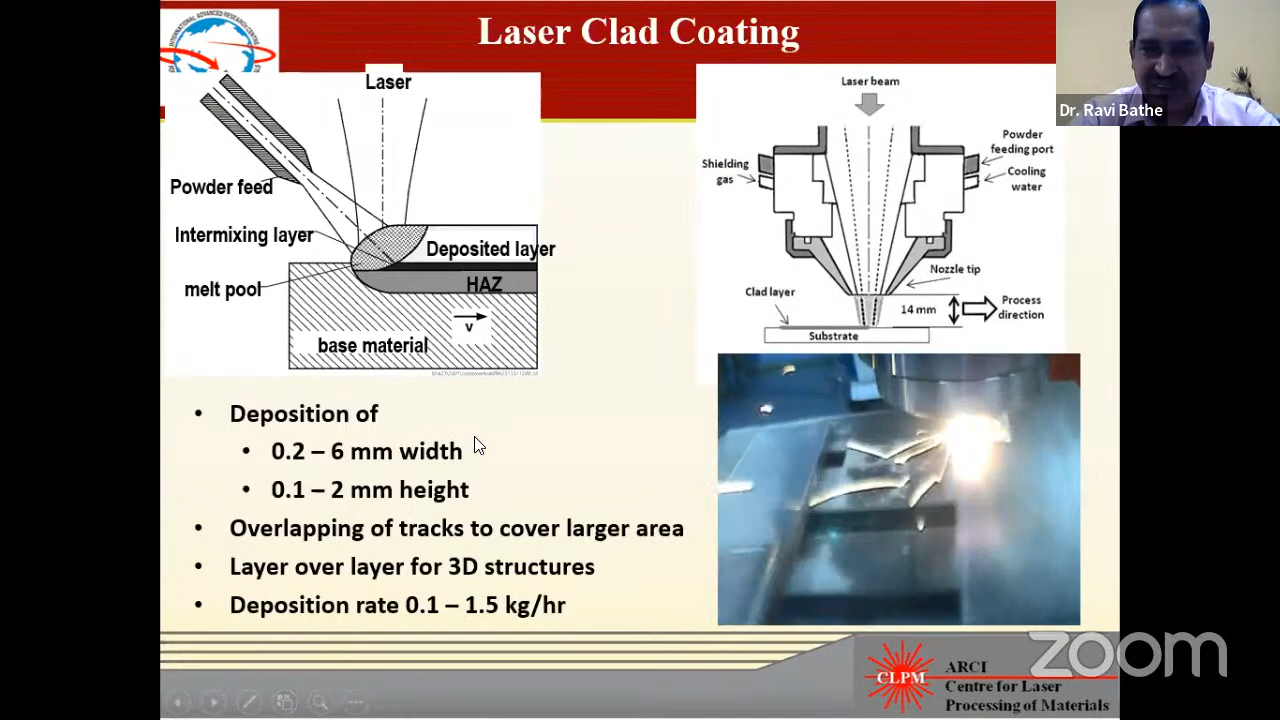 Laser Clad Coating
Dr. Ravi Bathe
INTERNATIONAL ADVANCED RESEARCH CENTRE
Laser
Powder feed
Intermixing layer
Deposited layer
melt pool
HAZ
v
base material
Laser beam
Powder
feeding port
Shielding
gas
Cooling
water
Nozzle tip
Clad layer
14 mm
Process
direction
Substrate
• Deposition of
• 0.2 – 6 mm width
• 0.1 – 2 mm height
• Overlapping of tracks to cover larger area
• Layer over layer for 3D structures
• Deposition rate 0.1 – 1.5 kg/hr
zoom
CLPM
ARCI
Centre for Laser
Processing of Materials